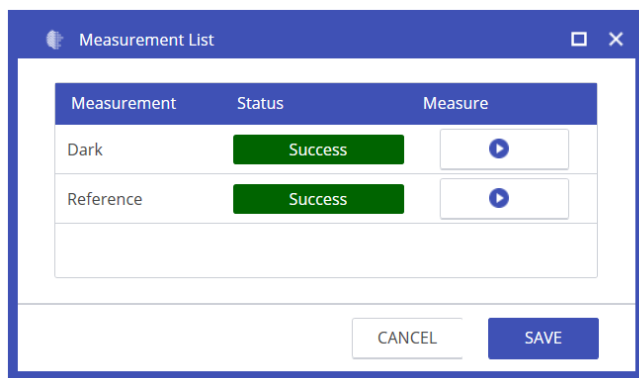 Measurement List
Measurement Status Measure
Dark Success
Reference Success
CANCEL SAVE